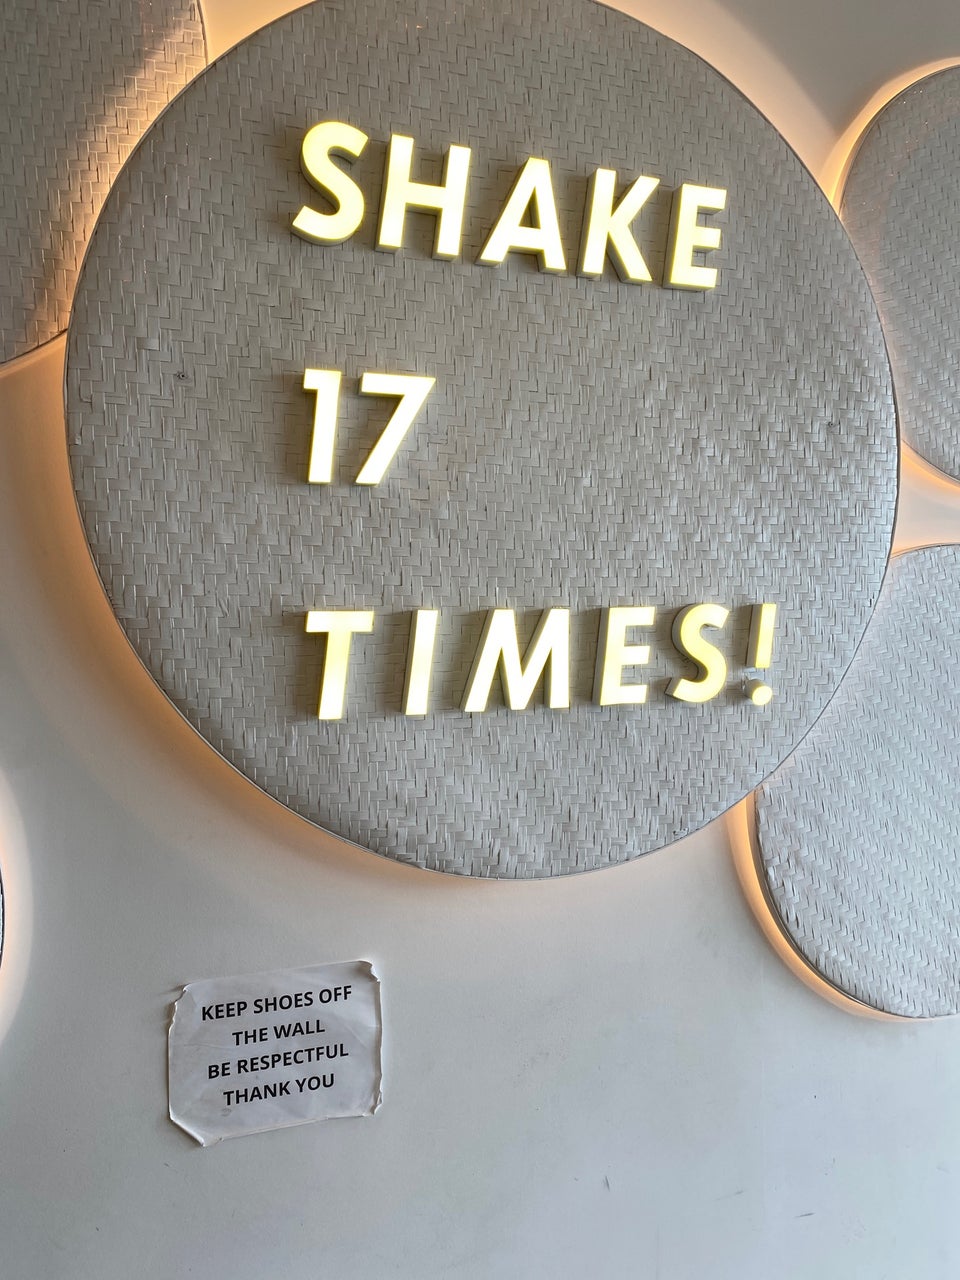 SHAKE
17
TIMES!
KEEP SHOES OFF
THE WALL
BE RESPECTFUL
THANK YOU